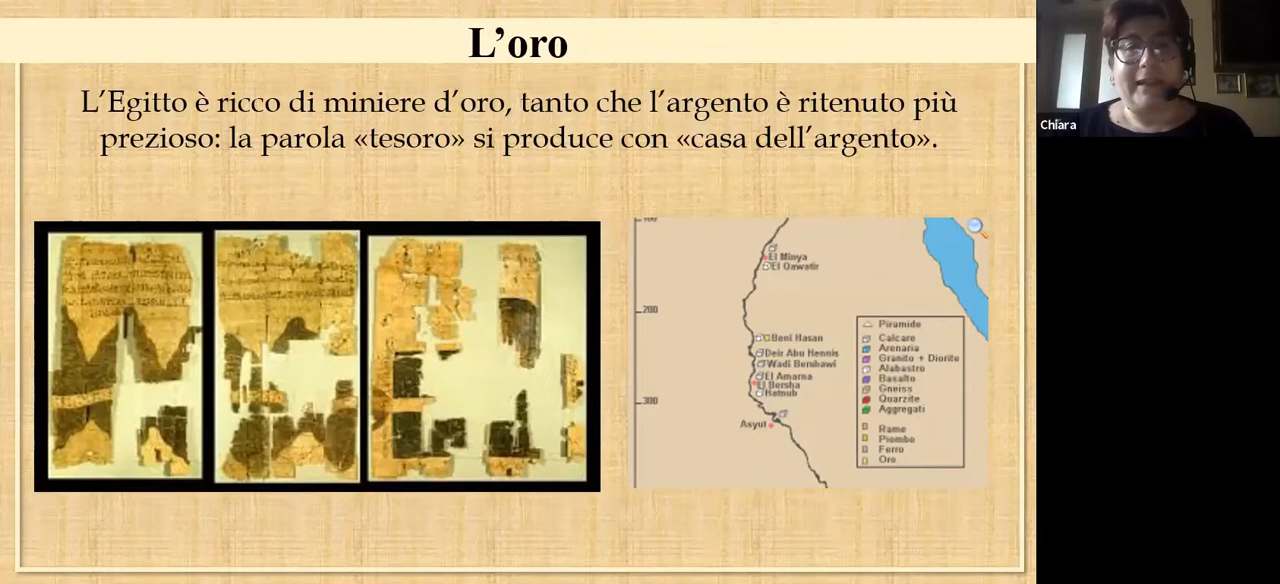 L'oro
L'Egitto è ricco di miniere d'oro, tanto che l'argento è ritenuto più
prezioso: la parola «tesoro» si produce con «casa dell'argento».
Chiara
El Minya
El Qawatir
200
Beni Hasan
Deir Abu Hennis
Wadi Bershawi
El Amarna
El Bersha
Hatnub
300
Asyut
Piramide
Calcare
Arenaria
Granito + Diorite
Alabastro
Basalto
Gneiss
Quarzite
Aggregati
Rame
Piombo
Ferro
Oro